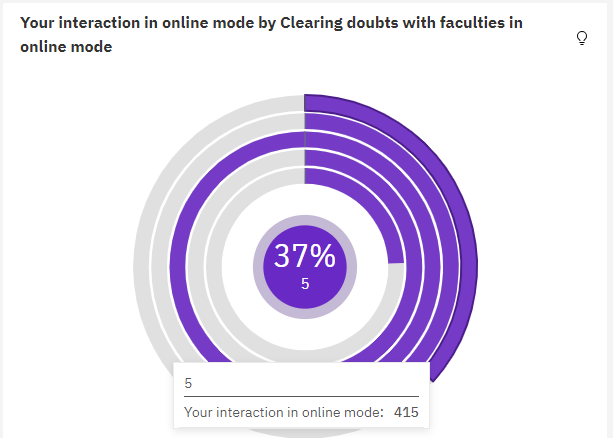 Your interaction in online mode by Clearing doubts with faculties in
online mode
37%
5
5
Your interaction in online mode: 415